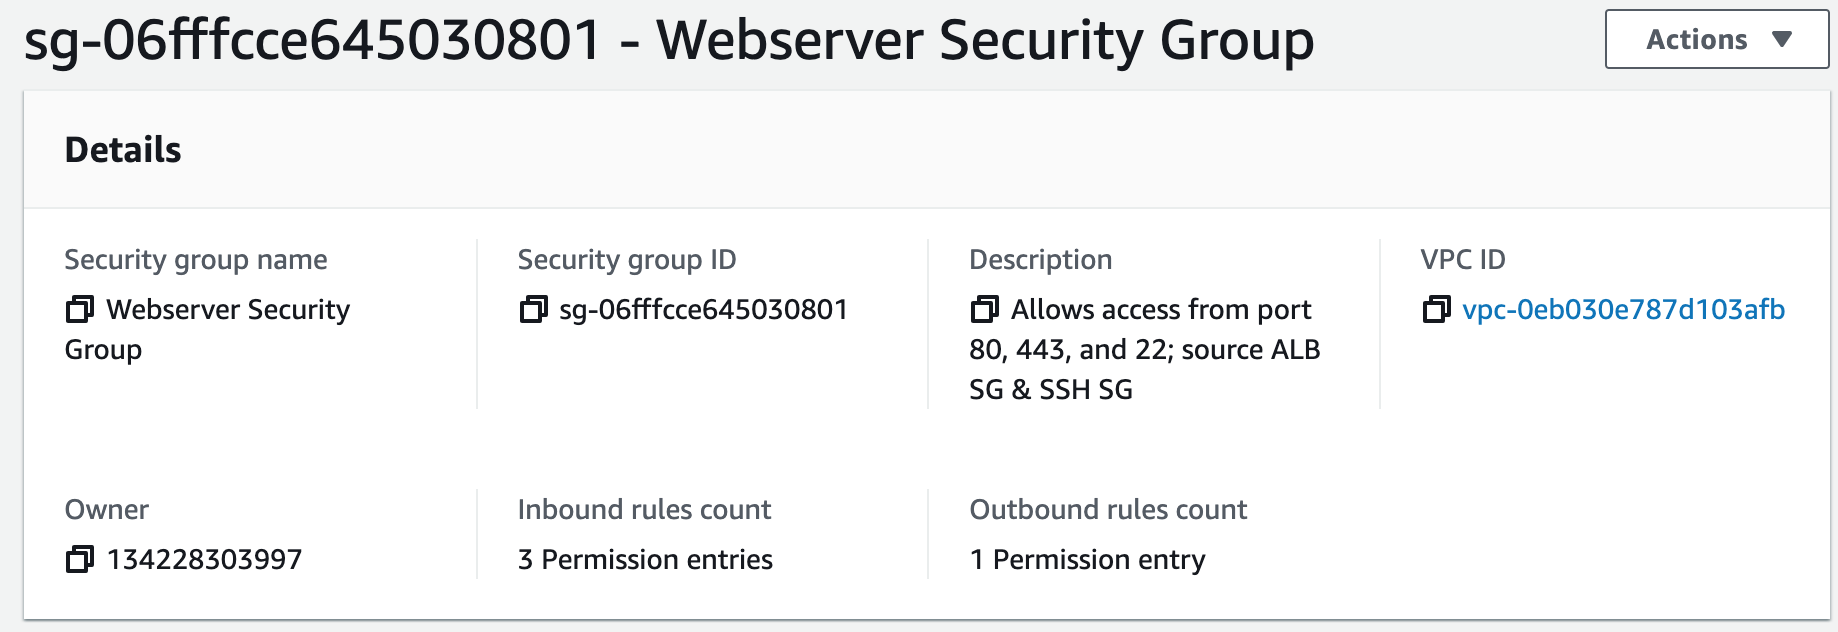 sg-06fffcce645030801 - Webserver Security Group
Actions
Details
Security group name
Webserver Security
Group
Security group ID
sg-06fffcce645030801
Description
Allows access from port
80, 443, and 22; source ALB
SG & SSH SG
VPC ID
vpc-0eb030e787d103afb
Owner
134228303997
Inbound rules count
3 Permission entries
Outbound rules count
1 Permission entry